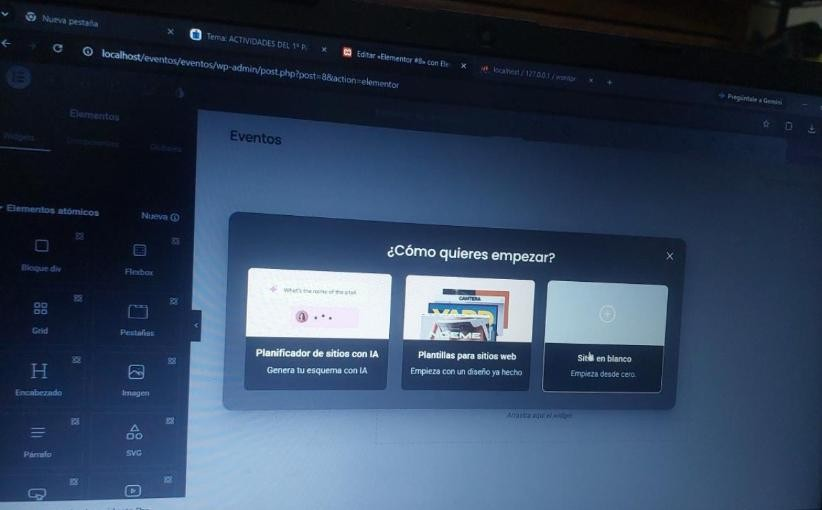 Nueva pestaña
Tema: ACTIVIDADES DEL 1º P.
Editar «Elementor #8» con Ele
localhost / 127.0.0.1 /
localhost/eventos/eventos/wp-admin/post.php?post=8&action=elementor
Pregúntale a Gemini
Elementos
Widgets
Componentes
Globales
Eventos
Elementos atómicos
Nueva
Bloque div
Flexbox
Grid
Pestañas
Encabezado
Imagen
Párrafo
SVG
¿Cómo quieres empezar?
What's the name of the site?
Planificador de sitios con IA
Genera tu esquema con IA
CANTERA
Plantillas para sitios web
Empieza con un diseño ya hecho
Sitio en blanco
Empieza desde cero.
Arrastra aquí el widget